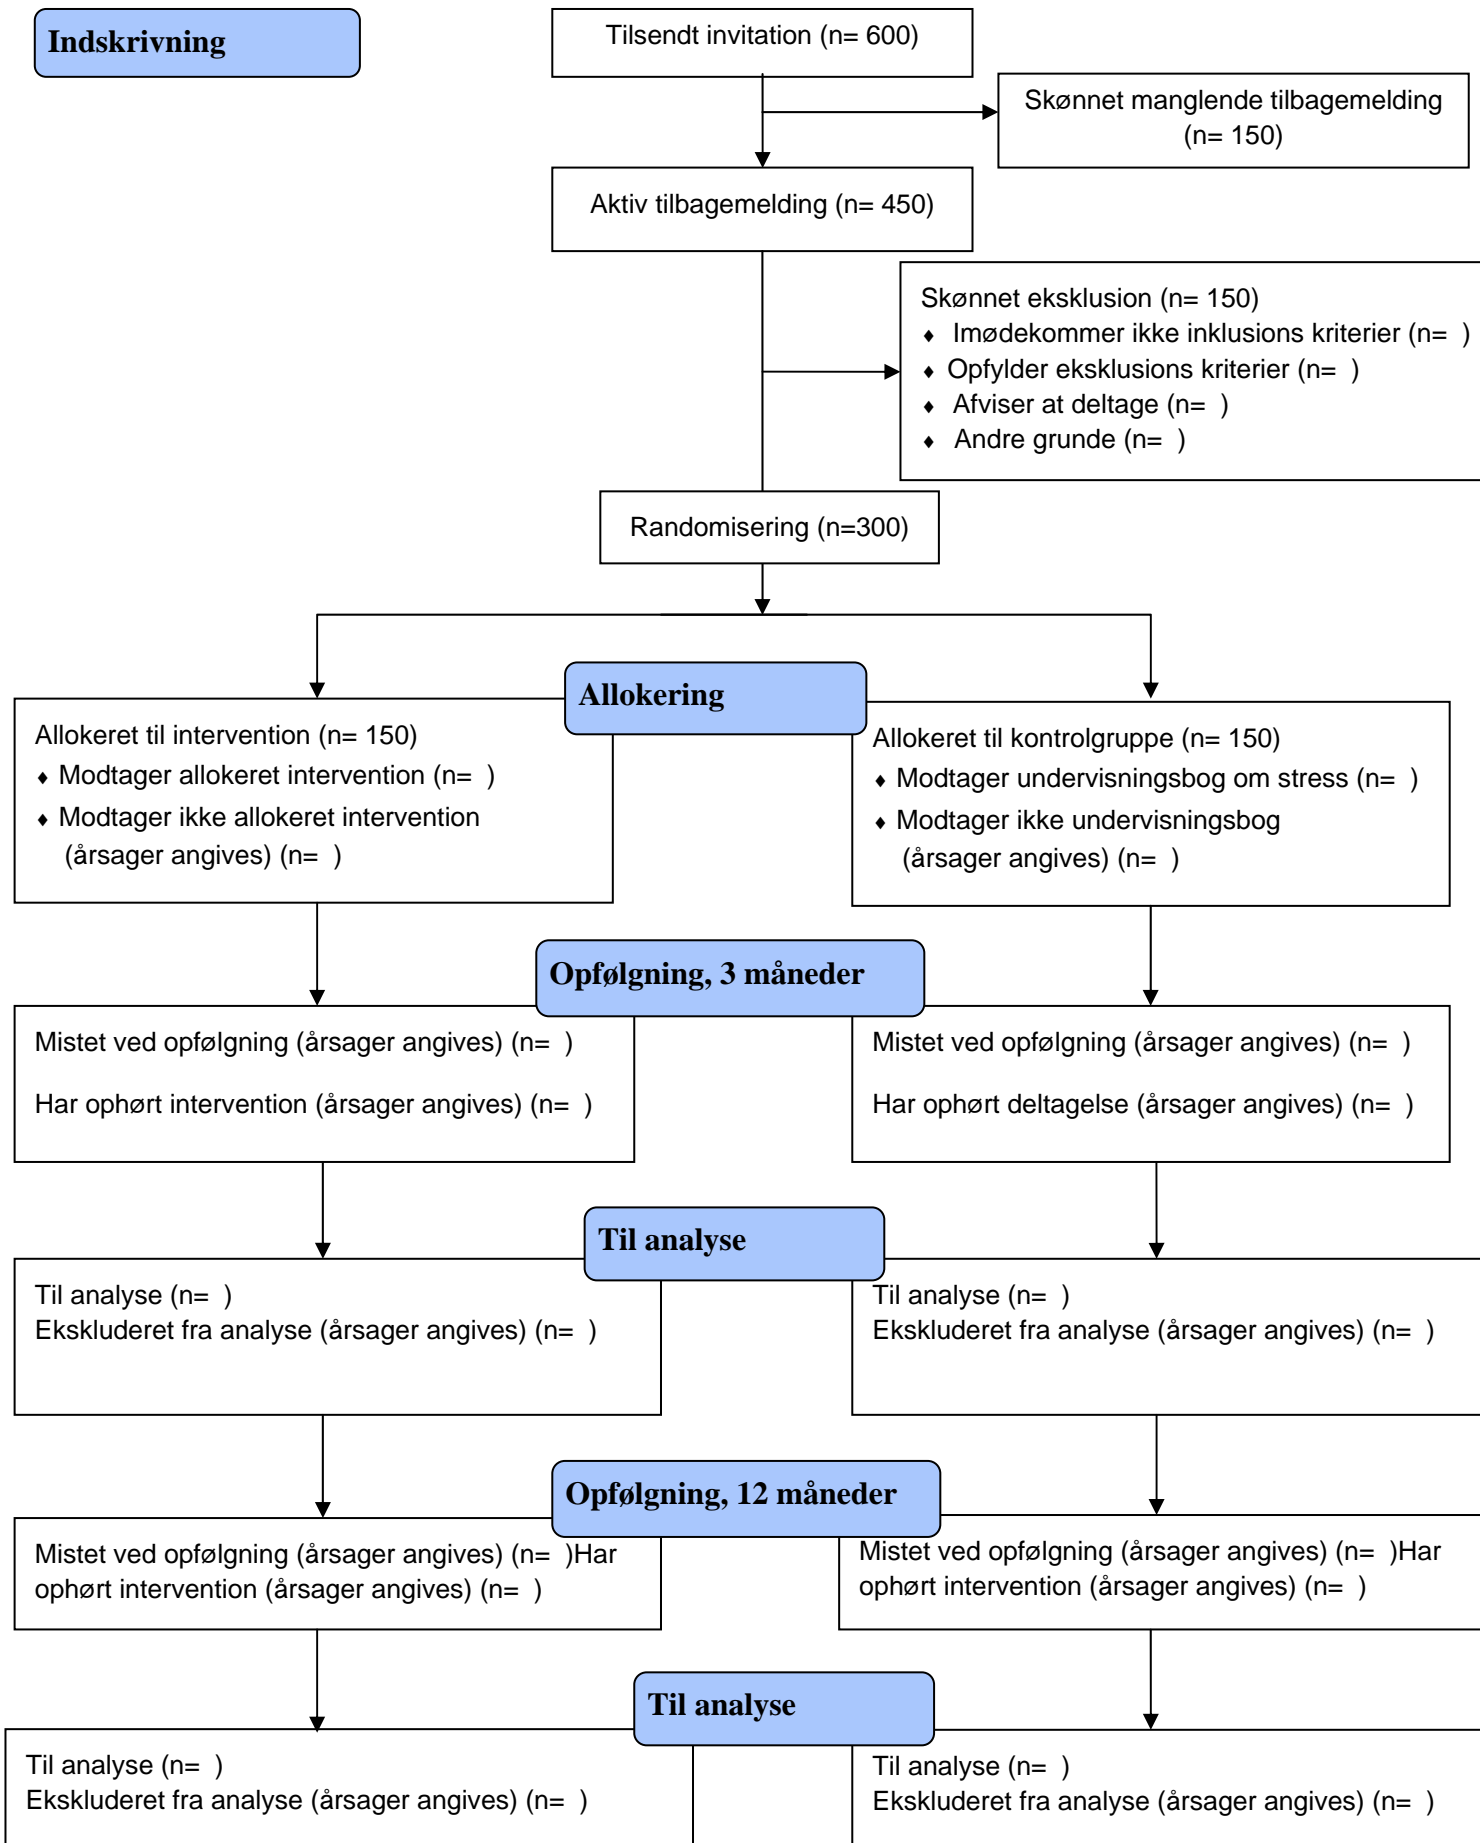 Indskrivning
Tilsendt invitation (n= 600)
Skønnet manglende tilbagemelding
(n= 150)
Aktiv tilbagemelding (n= 450)
Skønnet eksklusion (n= 150)
♦ Imødekommer ikke inklusions kriterier (n=  )
♦ Opfylder eksklusions kriterier (n=  )
♦ Afviser at deltage (n=  )
♦ Andre grunde (n=  )
Randomisering (n=300)
Allokering
Allokeret til intervention (n= 150)
♦ Modtager allokeret intervention (n=  )
♦ Modtager ikke allokeret intervention
(årsager angives) (n=  )
Allokeret til kontrolgruppe (n= 150)
♦ Modtager undervisningsbog om stress (n=  )
♦ Modtager ikke undervisningsbog
(årsager angives) (n=  )
Opfølgning, 3 måneder
Mistet ved opfølgning (årsager angives) (n=  )
Har ophørt intervention (årsager angives) (n=  )
Mistet ved opfølgning (årsager angives) (n=  )
Har ophørt deltagelse (årsager angives) (n=  )
Til analyse
Til analyse (n=  )
Ekskluderet fra analyse (årsager angives) (n=  )
Til analyse (n=  )
Ekskluderet fra analyse (årsager angives) (n=  )
Opfølgning, 12 måneder
Mistet ved opfølgning (årsager angives) (n=  )Har
ophørt intervention (årsager angives) (n=  )
Mistet ved opfølgning (årsager angives) (n=  )Har
ophørt intervention (årsager angives) (n=  )
Til analyse
Til analyse (n=  )
Ekskluderet fra analyse (årsager angives) (n=  )
Til analyse (n=  )
Ekskluderet fra analyse (årsager angives) (n=  )